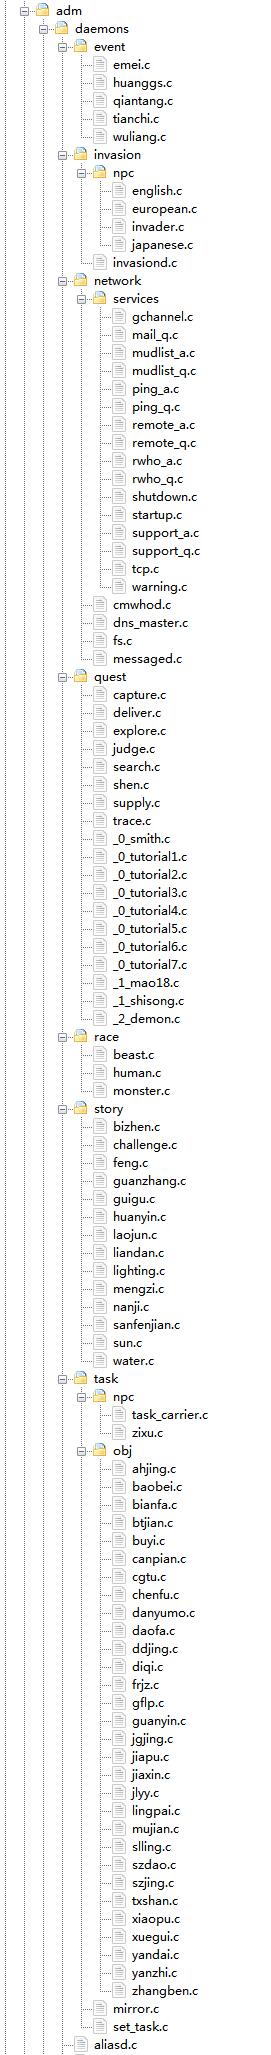 adm
daemons
event
emei.c
huanggs.c
qiantang.c
tianchi.c
wuliang.c
invasion
npc
english.c
european.c
invader.c
japanese.c
invasiond.c
network
services
gchannel.c
mail_q.c
mudlist_a.c
mudlist_q.c
ping_a.c
ping_q.c
remote_a.c
remote_q.c
rwho_a.c
rwho_q.c
shutdown.c
startup.c
support_a.c
support_q.c
tcp.c
warning.c
cmwhod.c
dns_master.c
fs.c
messaged.c
quest
capture.c
deliver.c
explore.c
judge.c
search.c
shen.c
supply.c
trace.c
_0_smith.c
_0_tutorial1.c
_0_tutorial2.c
_0_tutorial3.c
_0_tutorial4.c
_0_tutorial5.c
_0_tutorial6.c
_0_tutorial7.c
_1_mao18.c
_1_shisong.c
_2_demon.c
race
beast.c
human.c
monster.c
story
bizhen.c
challenge.c
feng.c
guanzhang.c
guigu.c
huanyin.c
laojun.c
liandan.c
lighting.c
mengzi.c
nanji.c
sanfenjian.c
sun.c
water.c
task
npc
task_carrier.c
zixu.c
obj
ahjing.c
baobei.c
bianfa.c
btjian.c
buyi.c
canpian.c
cgtu.c
chenfu.c
danyumo.c
daofa.c
ddjing.c
diqi.c
frjz.c
gflp.c
guanyin.c
jgjing.c
jiapu.c
jiaxin.c
jlyy.c
lingpai.c
mujian.c
slling.c
szdao.c
szjing.c
txshan.c
xiaopu.c
xuegui.c
yandai.c
yanzhi.c
zhangben.c
mirror.c
set_task.c
aliasd.c